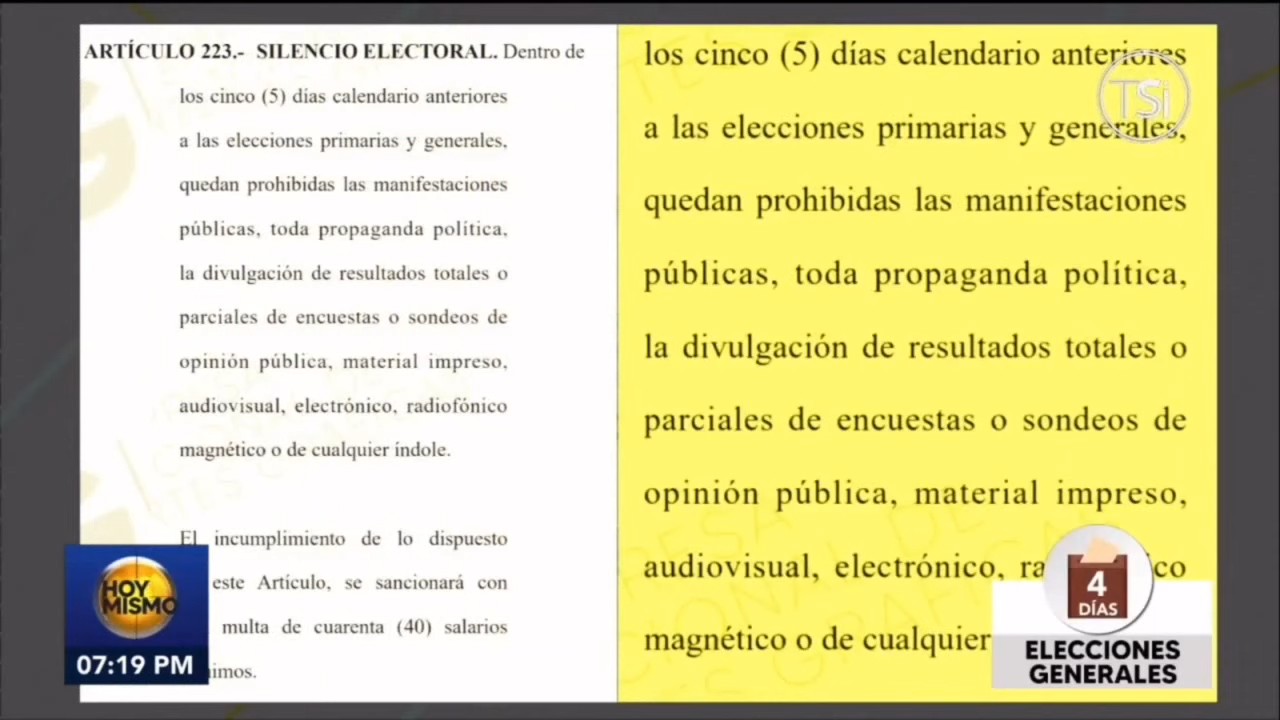 ARTÍCULO 223.- SILENCIO ELECTORAL. Dentro de
los cinco (5) días calendario anteriores
a las elecciones primarias y generales,
quedan prohibidas las manifestaciones
públicas, toda propaganda política,
la divulgación de resultados totales o
parciales de encuestas o sondeos de
opinión pública, material impreso,
audiovisual, electrónico, radiofónico
magnético o de cualquier índole.
El incumplimiento de lo dispuesto
este Artículo, se sancionará con
multa de cuarenta (40) salarios
los cinco (5) días calendario anteriores
a las elecciones primarias y generales,
quedan prohibidas las manifestaciones
públicas, toda propaganda política,
la divulgación de resultados totales o
parciales de encuestas o sondeos de
opinión pública, material impreso,
audiovisual, electrónico,
magnético o de cualquier
TSi
HOY
MISMO
07:19 PM
4
DÍAS
ELECCIONES
GENERALES